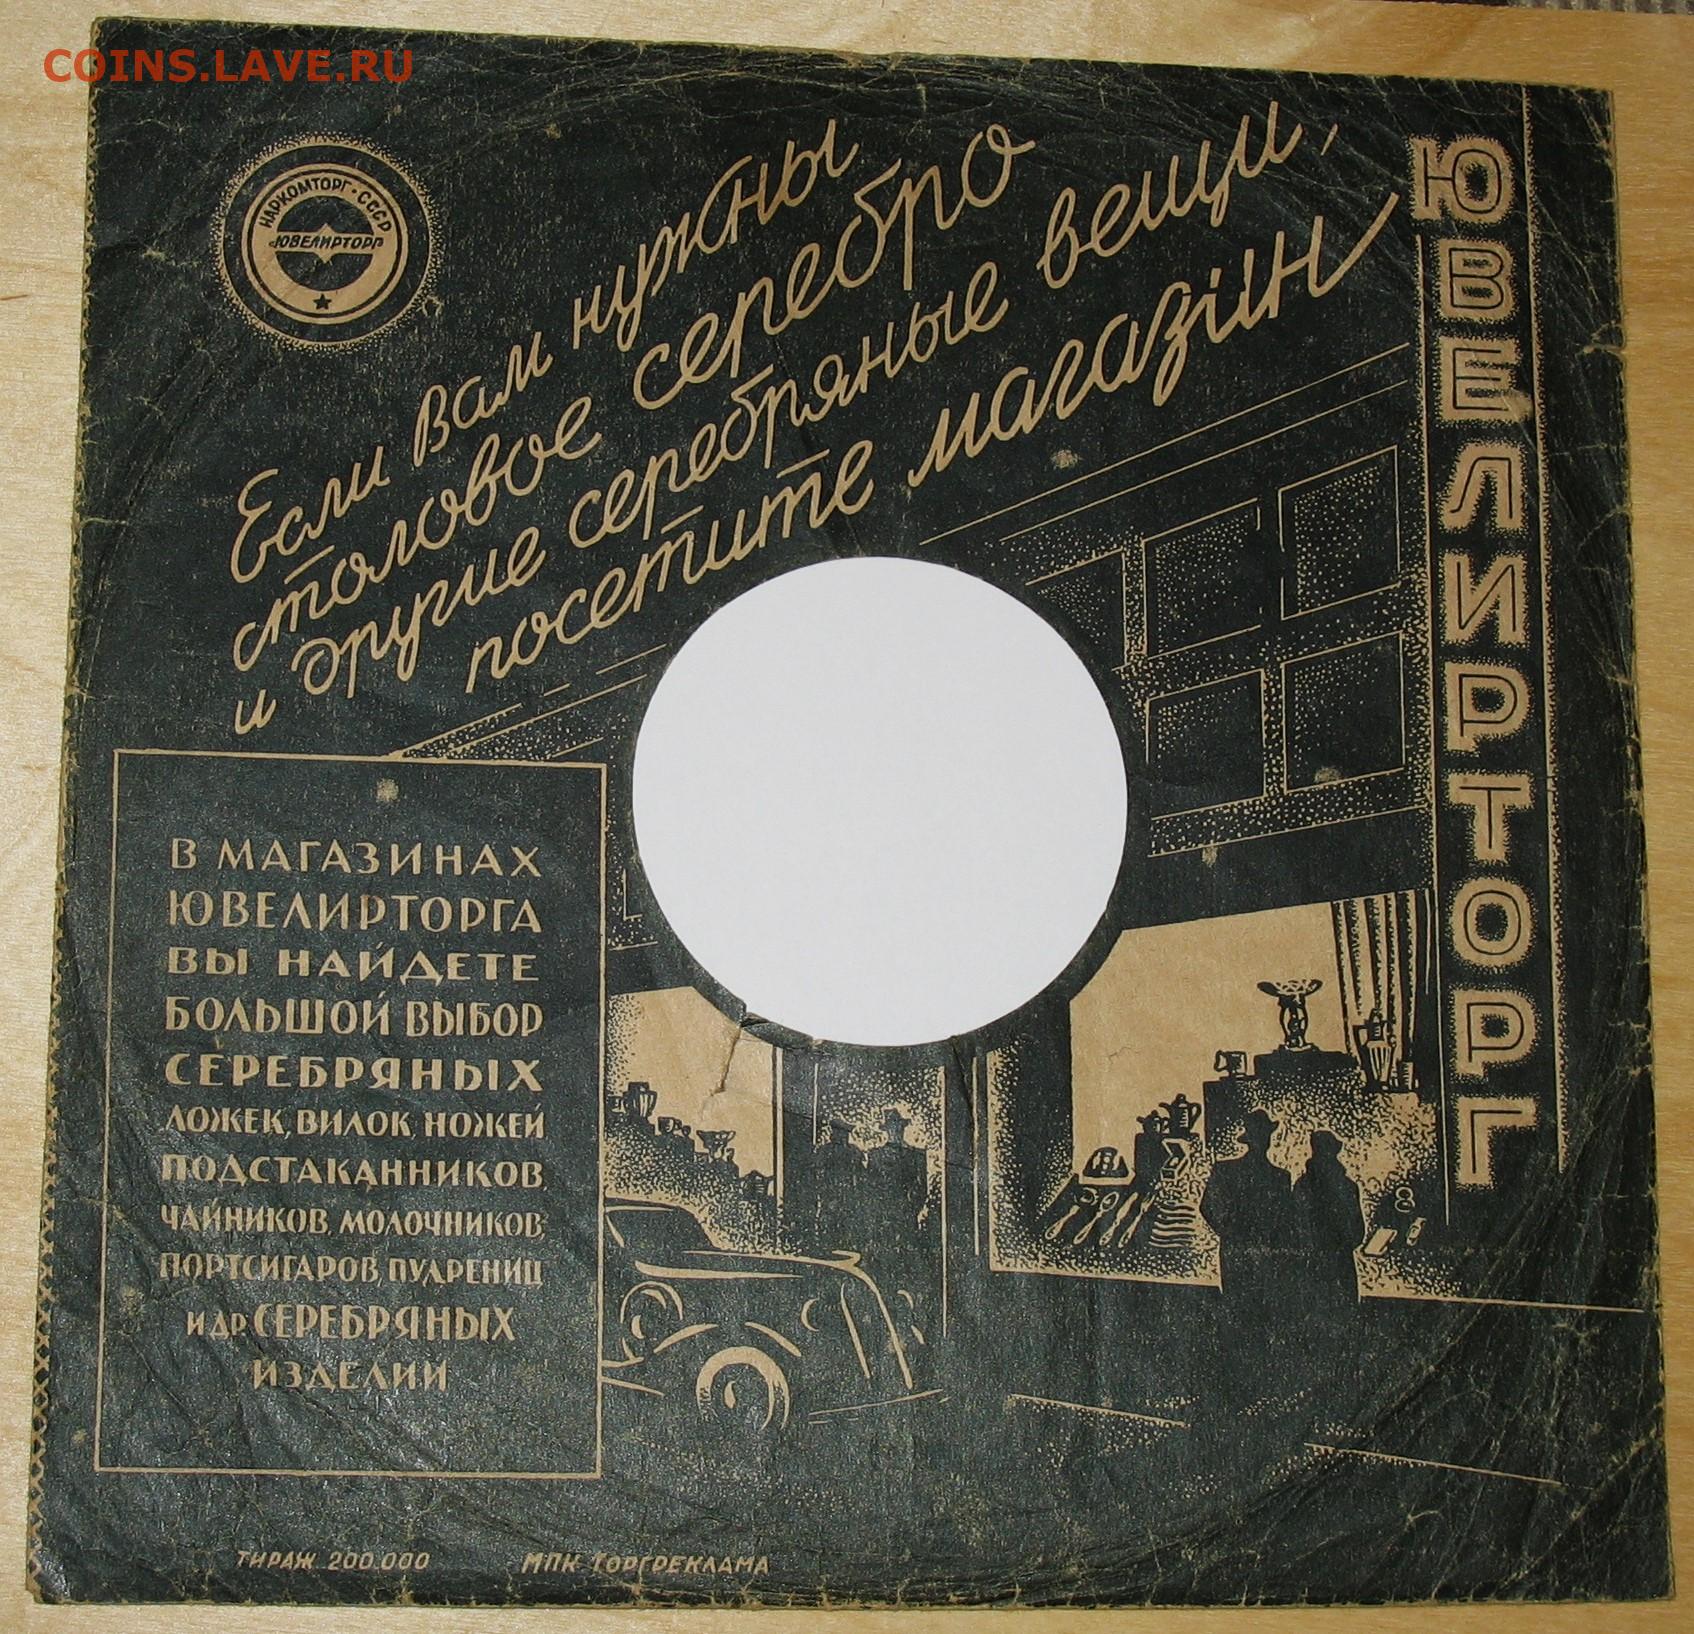 COINS.LAVE.RU
НАРКОМТОРГ·СССР
«ЮВЕЛИРТОРГ»
Если вам нужны
столовое серебро
и другие серебряные вещи,
посетите магазин
ЮВЕЛИРТОРГ
В МАГАЗИНАХ
ЮВЕЛИРТОРГА
ВЫ НАЙДЕТЕ
БОЛЬШОЙ ВЫБОР
СЕРЕБРЯНЫХ
ЛОЖЕК, ВИЛОК, НОЖЕЙ
ПОДСТАКАННИКОВ,
ЧАЙНИКОВ, МОЛОЧНИКОВ,
ПОРТСИГАРОВ, ПУДРЕНИЦ
И ДР. СЕРЕБРЯНЫХ
ИЗДЕЛИИ
ТИРАЖ 200.000
МПК ТОРГРЕКЛАМА